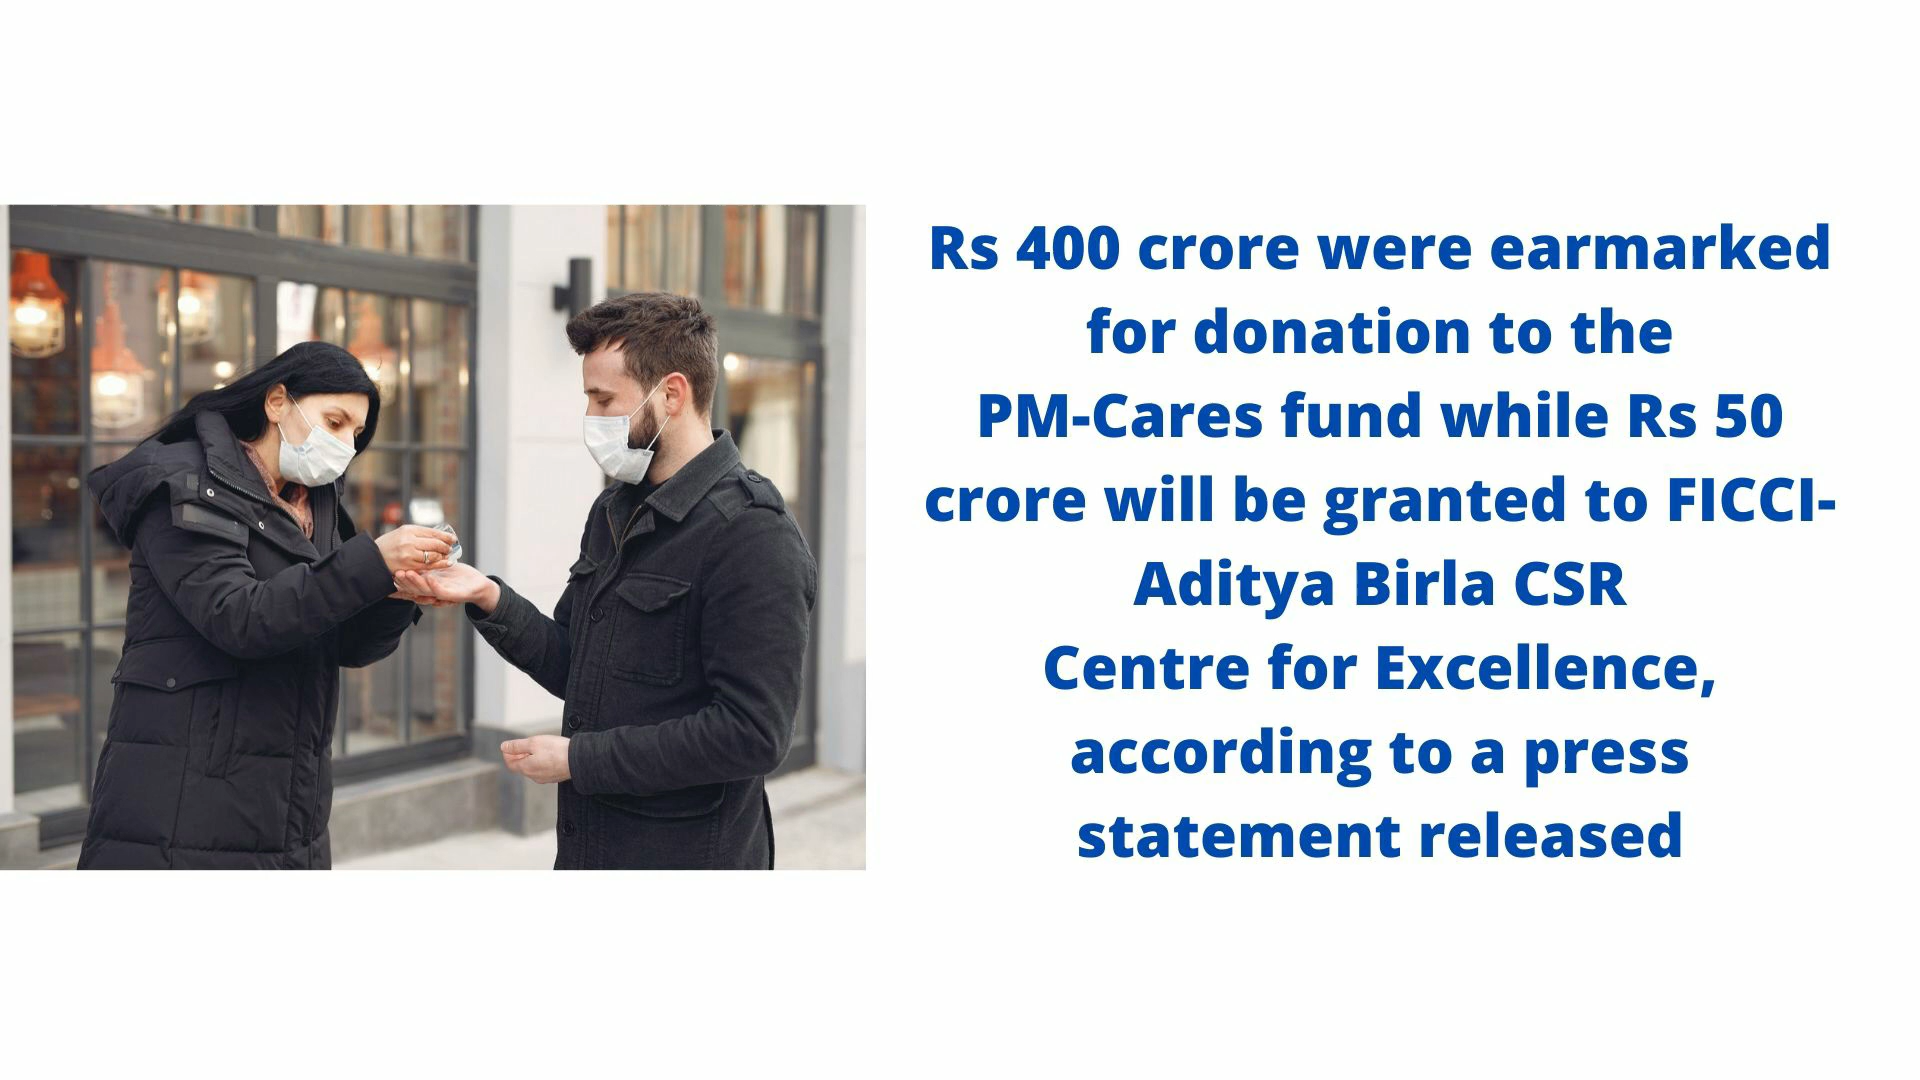 Rs 400 crore were earmarked
for donation to the
PM-Cares fund while Rs 50
crore will be granted to FICCI-
Aditya Birla CSR
Centre for Excellence,
according to a press
statement released